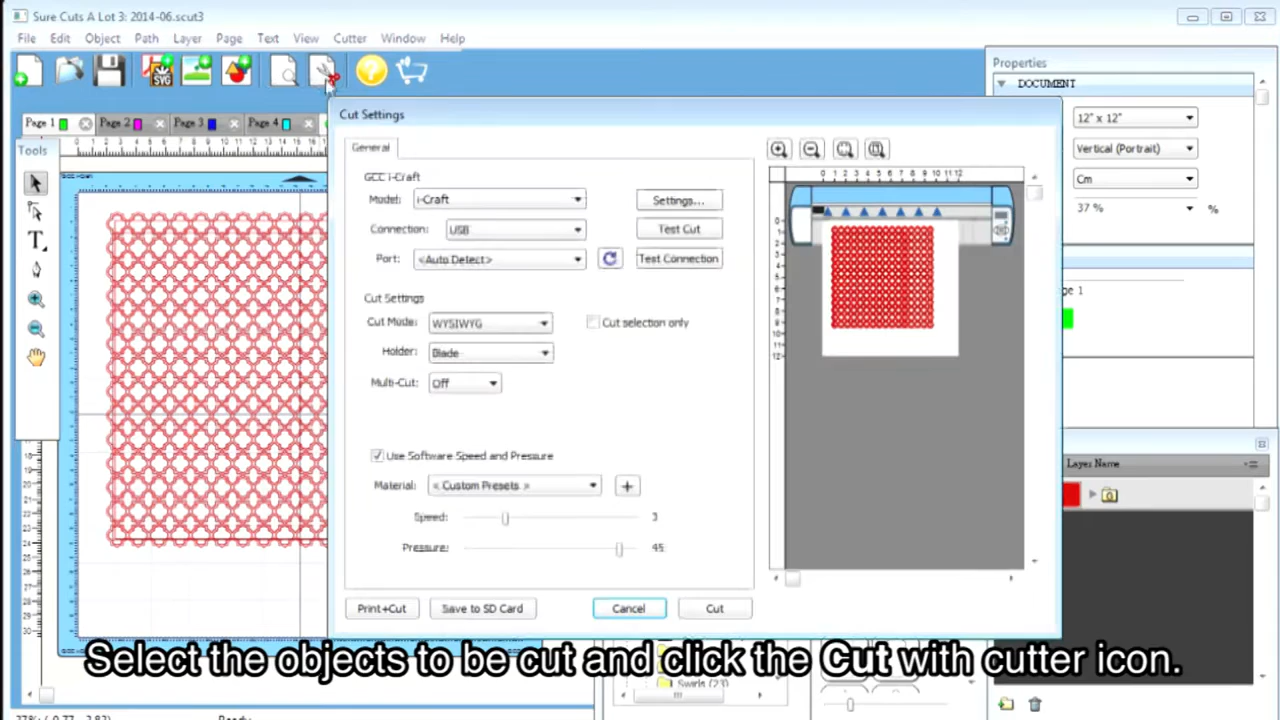 Sure Cuts A Lot 3: 2014-06.scut3
File Edit Object Path Layer Page Text View Cutter Window Help
SVG
Properties
DOCUMENT
12" x 12"
Vertical (Portrait)
Cm
37 % %
Page 1 Page 2 Page 3 Page 4
Tools
Cut Settings
General
GCC i-Craft
Model: i-Craft Settings...
Connection: USB Test Cut
Port: <Auto Detect> Test Connection
Cut Settings
Cut Mode: WYSIWYG Cut selection only
Holder: Blade
Multi-Cut: Off
Use Software Speed and Pressure
Material: < Custom Presets > +
Speed: 3
Pressure: 45
Print+Cut Save to SD Card Cancel Cut
Layer Name
Select the objects to be cut and click the Cut with cutter icon.
Swirls (23)